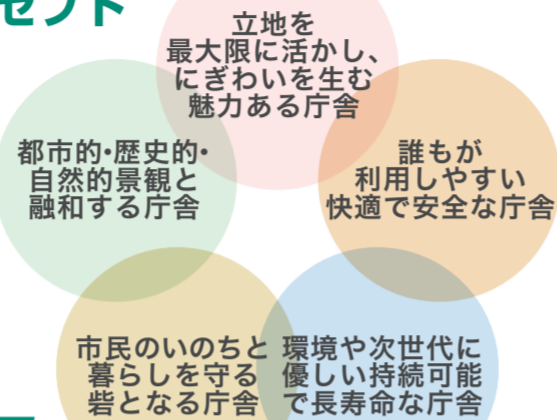 セプト
立地を
最大限に活かし、
にぎわいを生む
魅力ある庁舎
都市的・歴史的・
自然的景観と
融和する庁舎
誰もが
利用しやすい
快適で安全な庁舎
市民のいのちと
暮らしを守る
砦となる庁舎
環境や次世代に
優しい持続可能
で長寿命な庁舎